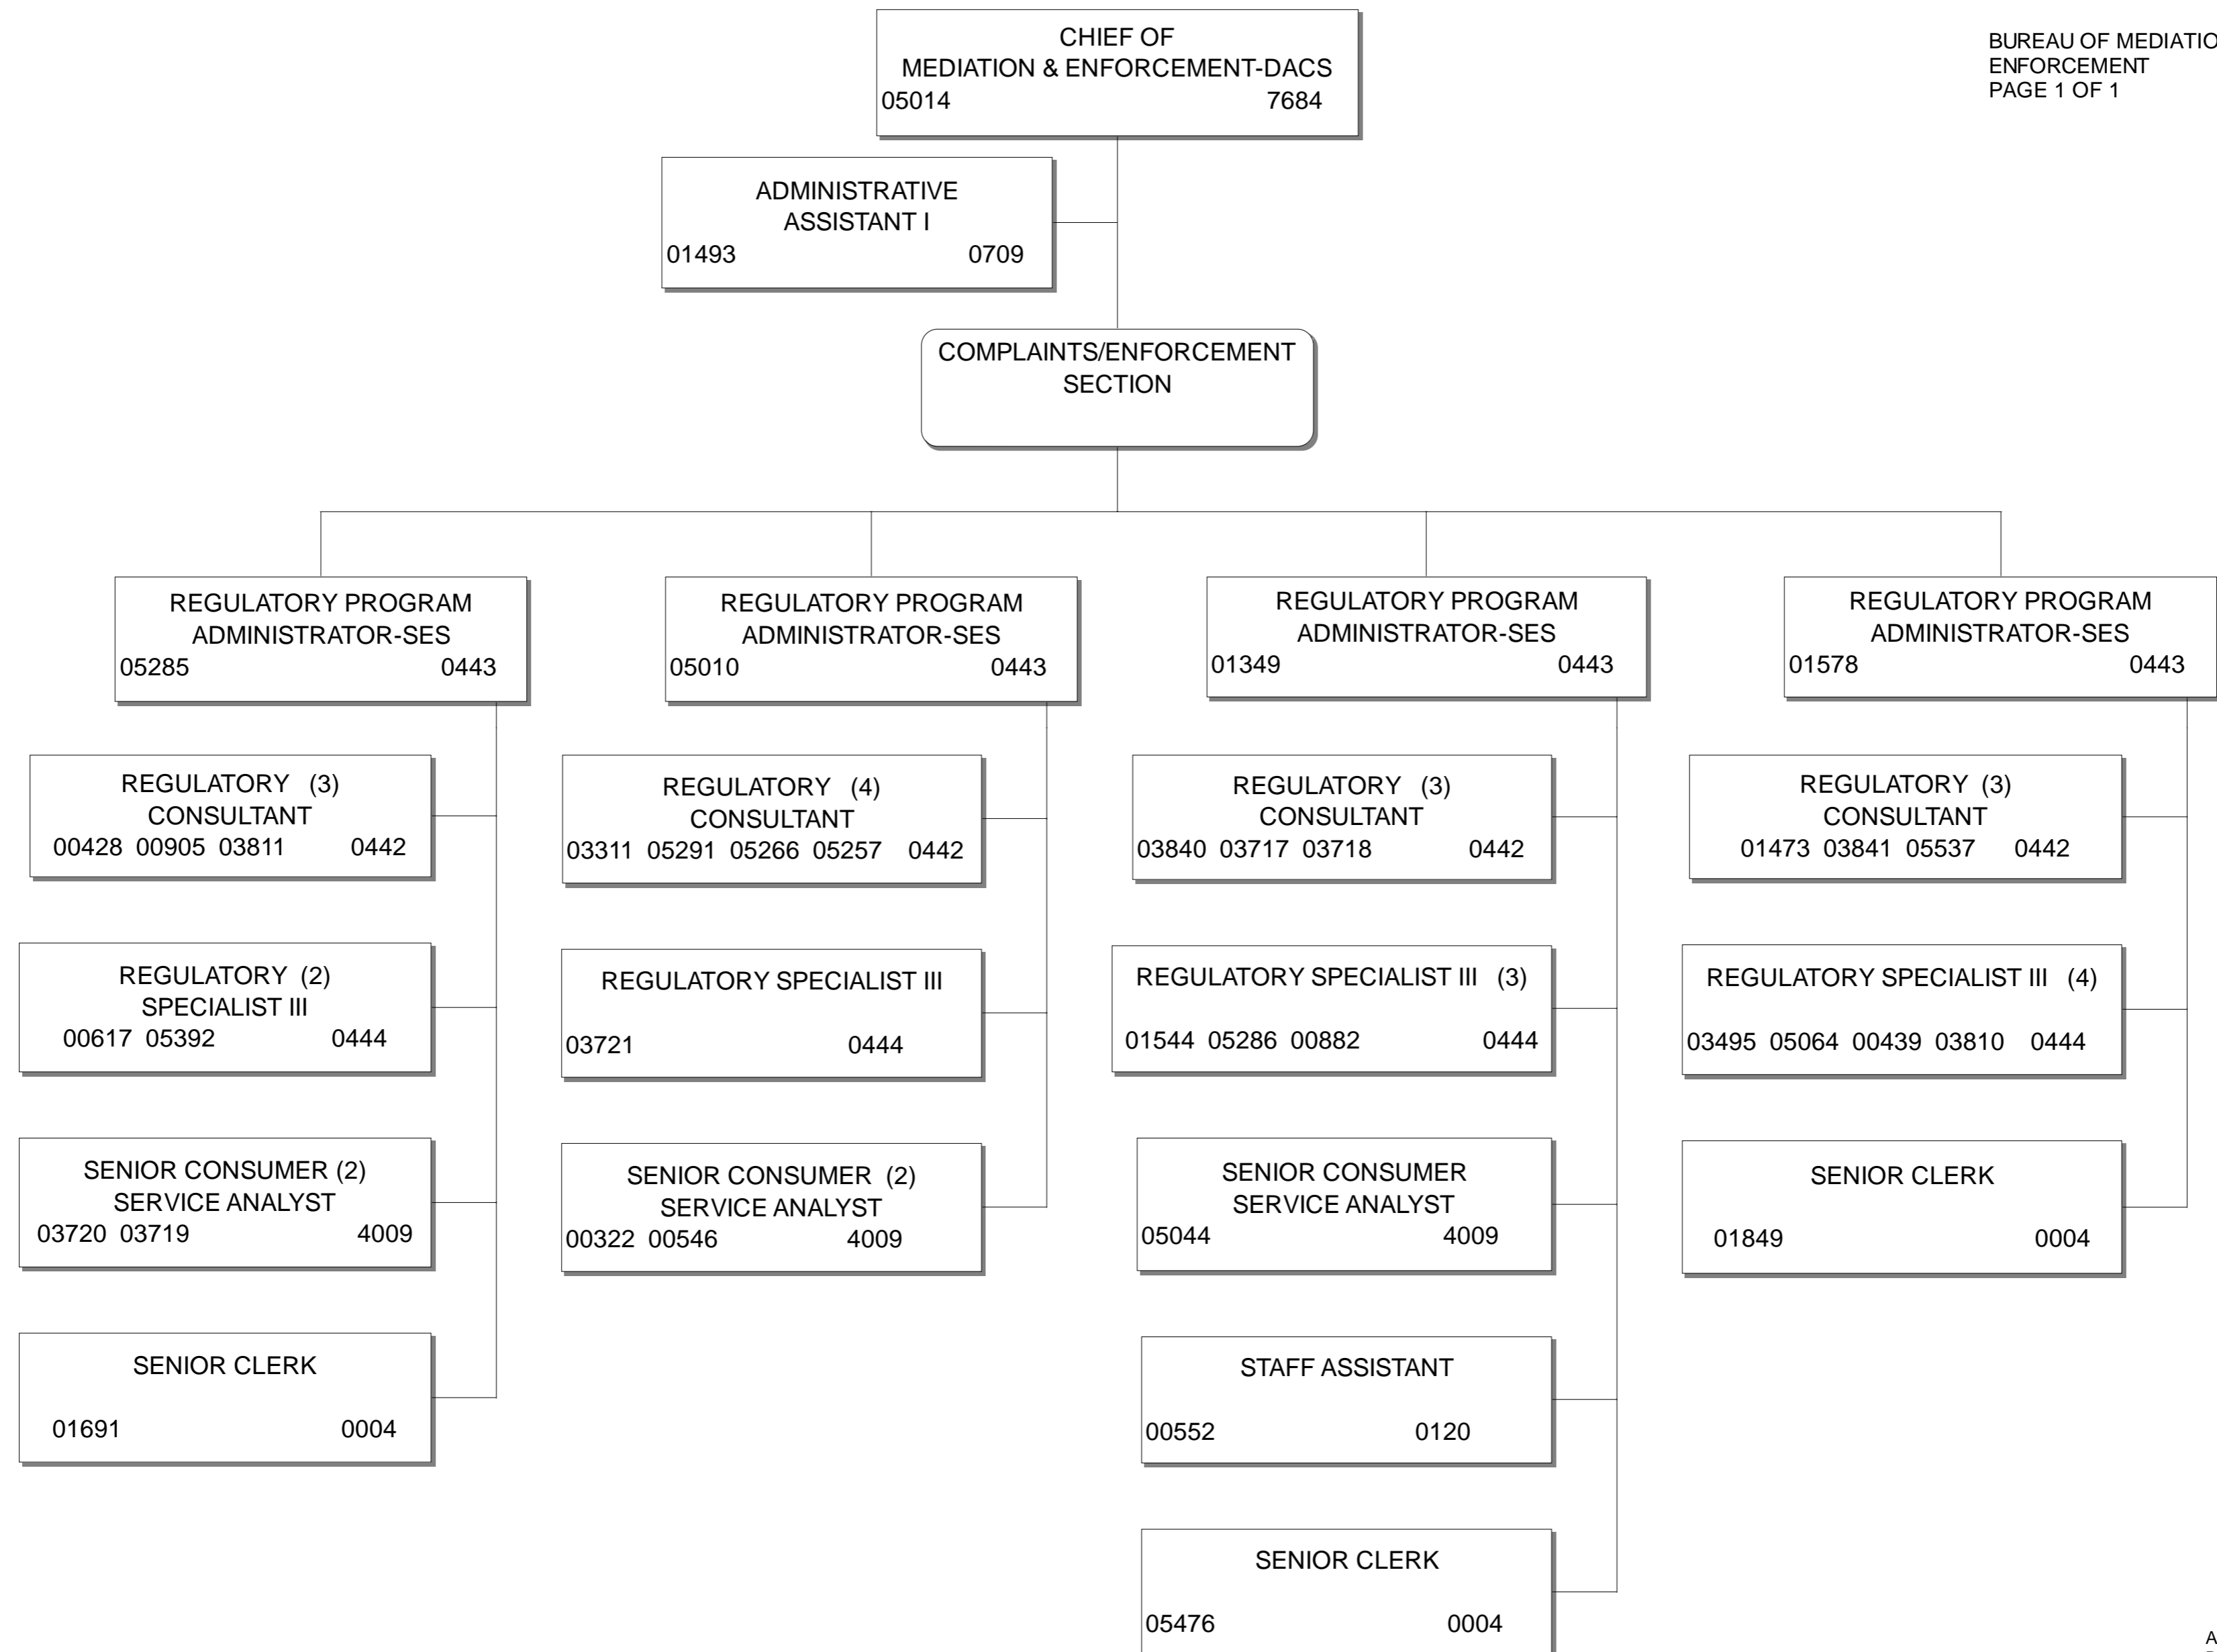 CHIEF OF
MEDIATION & ENFORCEMENT-DACS
05014 7684
BUREAU OF
ENFORCEMENT
PAGE 1 OF 1
ADMINISTRATIVE
ASSISTANT I
01493 0709
COMPLAINTS/ENFORCEMENT
SECTION
REGULATORY PROGRAM
ADMINISTRATOR-SES
05285 0443
REGULATORY (3)
CONSULTANT
00428 00905 03811 0442
REGULATORY (2)
SPECIALIST III
00617 05392 0444
SENIOR CONSUMER (2)
SERVICE ANALYST
03720 03719 4009
SENIOR CLERK
01691 0004
REGULATORY PROGRAM
ADMINISTRATOR-SES
05010 0443
REGULATORY (4)
CONSULTANT
03311 05291 05266 05257 0442
REGULATORY SPECIALIST III
03721 0444
SENIOR CONSUMER (2)
SERVICE ANALYST
00322 00546 4009
REGULATORY PROGRAM
ADMINISTRATOR-SES
01349 0443
REGULATORY (3)
CONSULTANT
03840 03717 03718 0442
REGULATORY SPECIALIST III (3)
01544 05286 00882 0444
SENIOR CONSUMER
SERVICE ANALYST
05044 4009
STAFF ASSISTANT
00552 0120
SENIOR CLERK
05476 0004
REGULATORY PROGRAM
ADMINISTRATOR-SES
01578 0443
REGULATORY (3)
CONSULTANT
01473 03841 05537 0442
REGULATORY SPECIALIST III (4)
03495 05064 00439 03810 0444
SENIOR CLERK
01849 0004